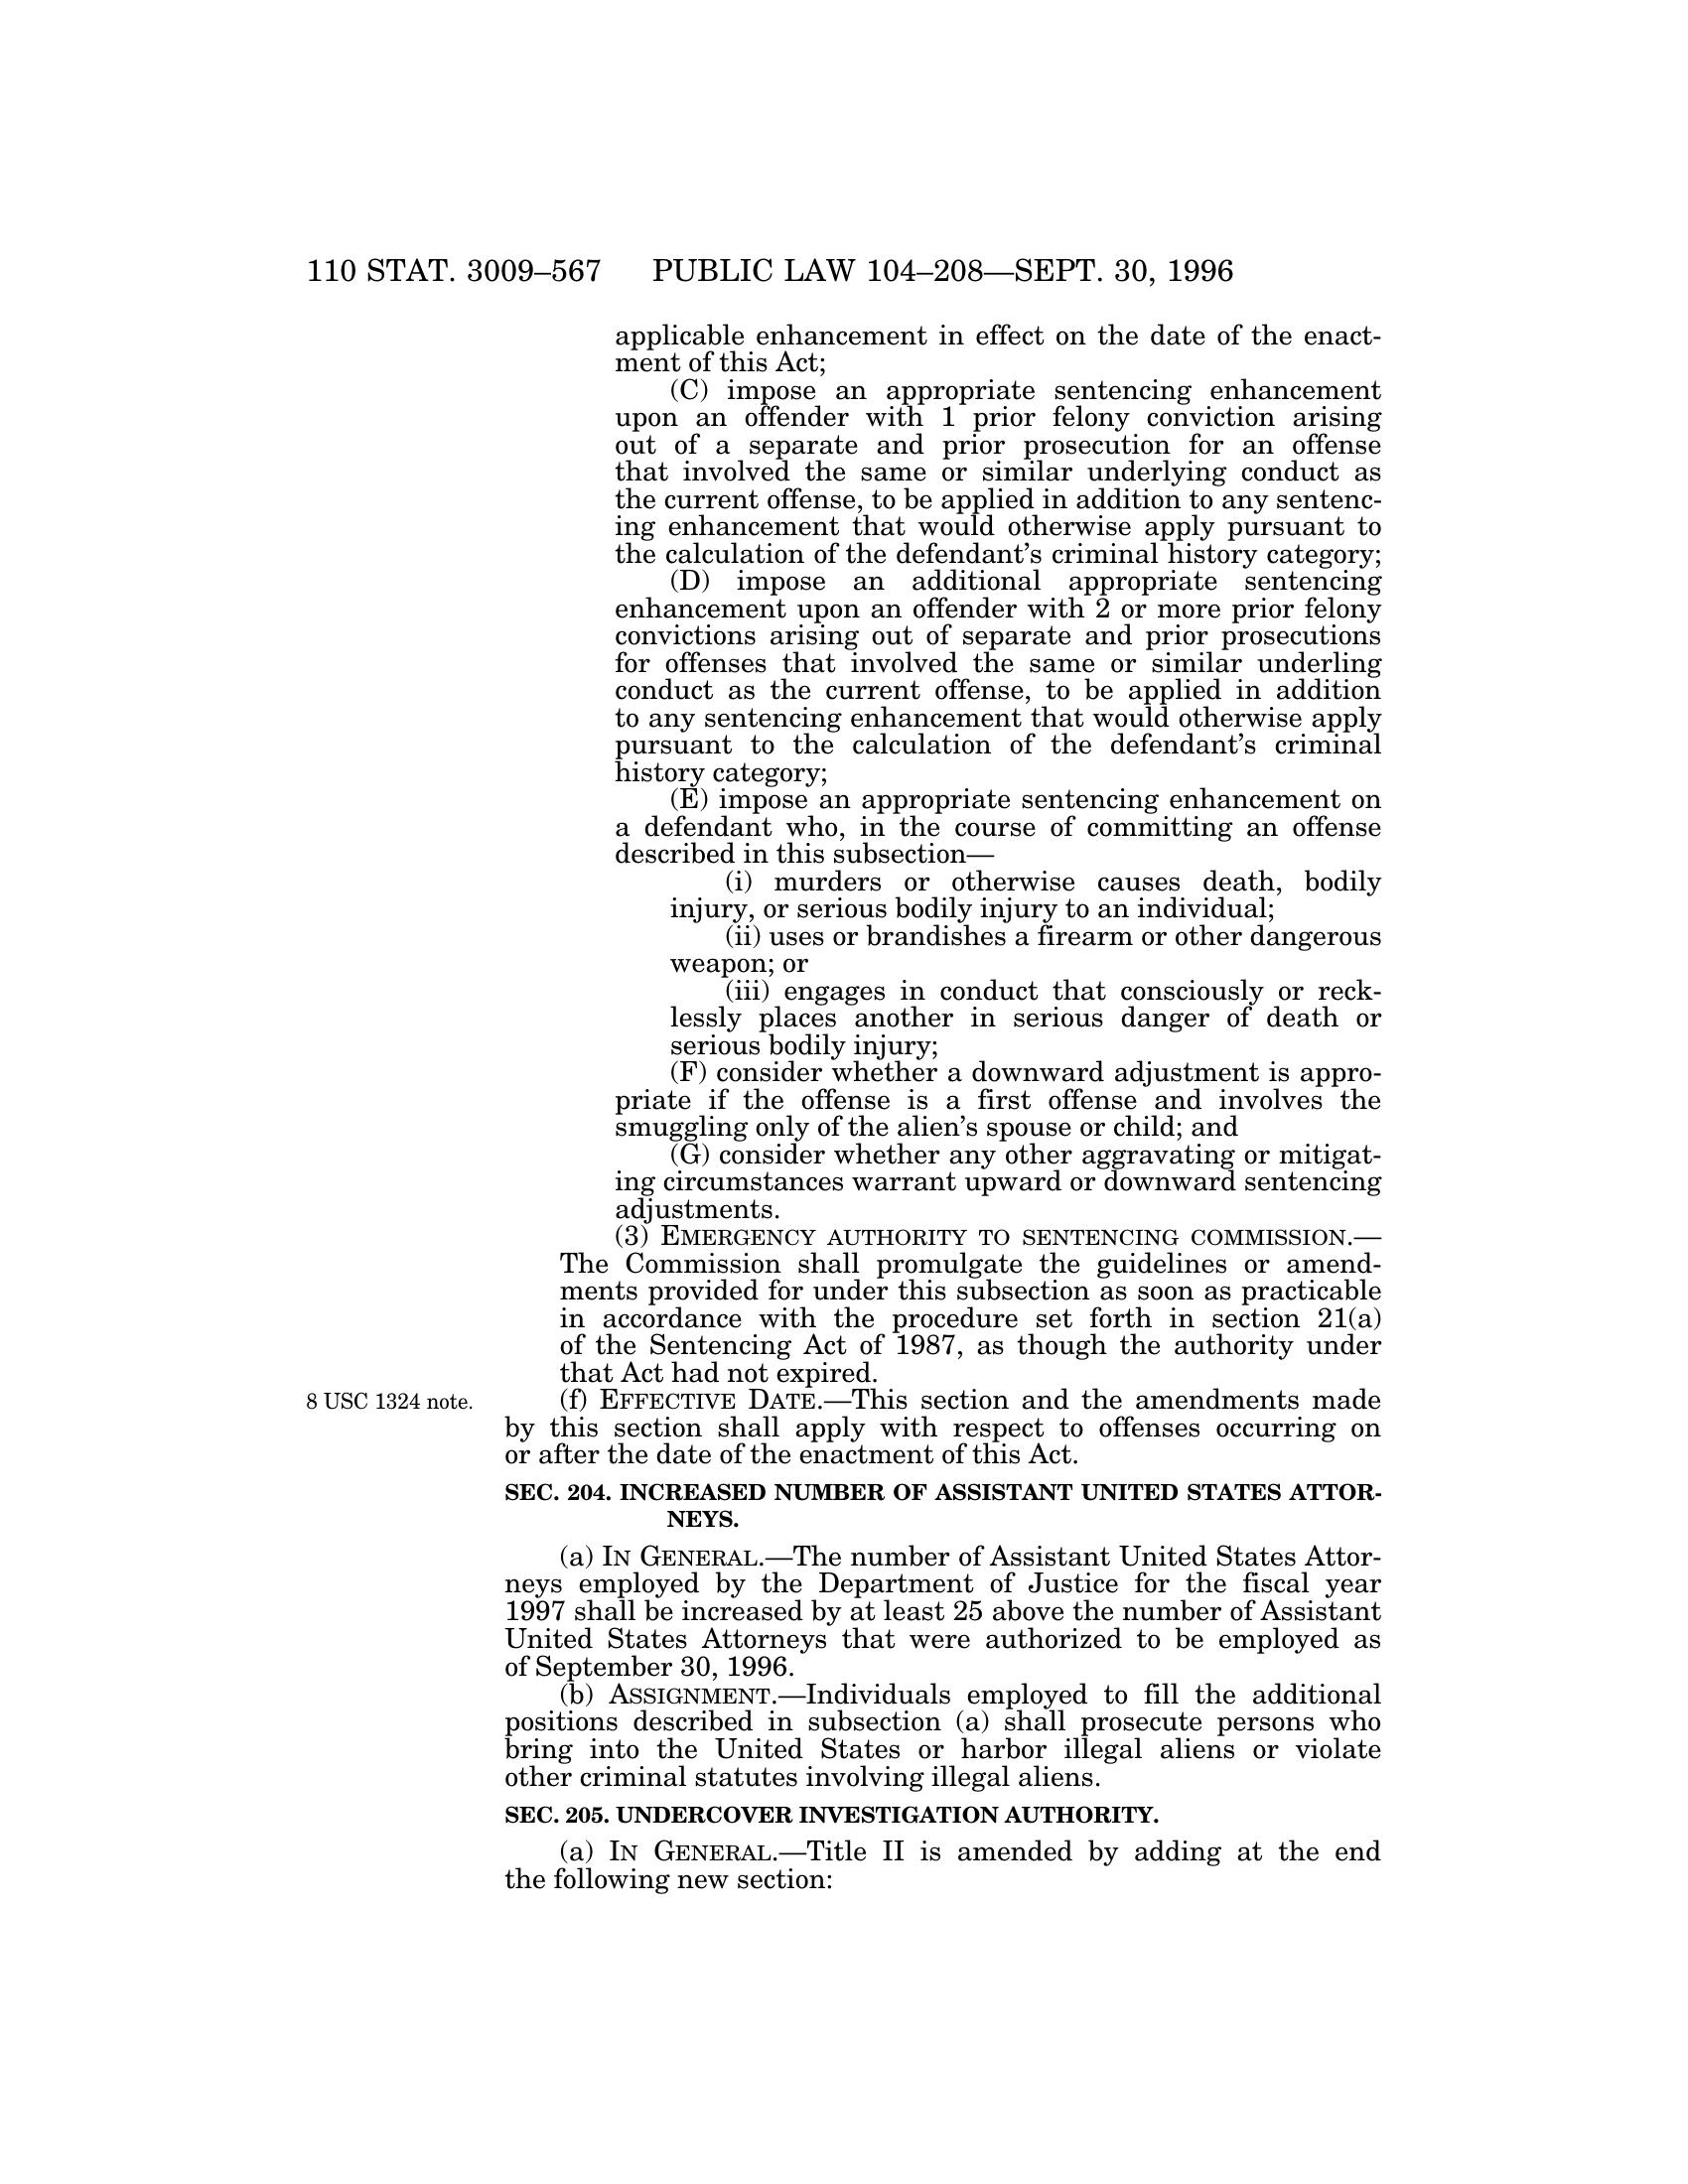 110 STAT. 3009–567 PUBLIC LAW 104–208—SEPT. 30, 1996
applicable enhancement in effect on the date of the enact-
ment of this Act;
(C) impose an appropriate sentencing enhancement
upon an offender with 1 prior felony conviction arising
out of a separate and prior prosecution for an offense
that involved the same or similar underlying conduct as
the current offense, to be applied in addition to any sentenc-
ing enhancement that would otherwise apply pursuant to
the calculation of the defendant's criminal history category;
(D) impose an additional appropriate sentencing
enhancement upon an offender with 2 or more prior felony
convictions arising out of separate and prior prosecutions
for offenses that involved the same or similar underling
conduct as the current offense, to be applied in addition
to any sentencing enhancement that would otherwise apply
pursuant to the calculation of the defendant's criminal
history category;
(E) impose an appropriate sentencing enhancement on
a defendant who, in the course of committing an offense
described in this subsection—
(i) murders or otherwise causes death, bodily
injury, or serious bodily injury to an individual;
(ii) uses or brandishes a firearm or other dangerous
weapon; or
(iii) engages in conduct that consciously or reck-
lessly places another in serious danger of death or
serious bodily injury;
(F) consider whether a downward adjustment is appro-
priate if the offense is a first offense and involves the
smuggling only of the alien's spouse or child; and
(G) consider whether any other aggravating or mitigat-
ing circumstances warrant upward or downward sentencing
adjustments.
(3) EMERGENCY AUTHORITY TO SENTENCING COMMISSION.—
The Commission shall promulgate the guidelines or amend-
ments provided for under this subsection as soon as practicable
in accordance with the procedure set forth in section 21(a)
of the Sentencing Act of 1987, as though the authority under
that Act had not expired.
8 USC 1324 note.
(f) EFFECTIVE DATE.—This section and the amendments made
by this section shall apply with respect to offenses occurring on
or after the date of the enactment of this Act.
SEC. 204. INCREASED NUMBER OF ASSISTANT UNITED STATES ATTOR-
NEYS.
(a) IN GENERAL.—The number of Assistant United States Attor-
neys employed by the Department of Justice for the fiscal year
1997 shall be increased by at least 25 above the number of Assistant
United States Attorneys that were authorized to be employed as
of September 30, 1996.
(b) ASSIGNMENT.—Individuals employed to fill the additional
positions described in subsection (a) shall prosecute persons who
bring into the United States or harbor illegal aliens or violate
other criminal statutes involving illegal aliens.
SEC. 205. UNDERCOVER INVESTIGATION AUTHORITY.
(a) IN GENERAL.—Title II is amended by adding at the end
the following new section: